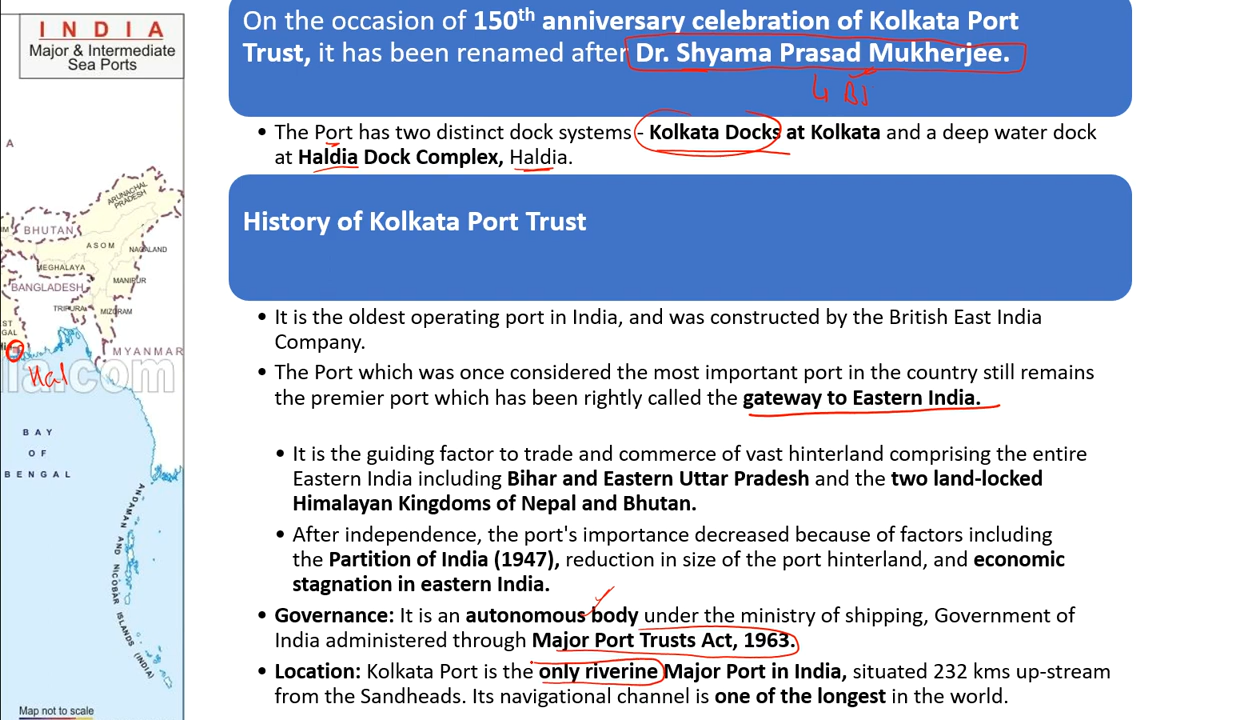 I N D I A
Major & Intermediate
Sea Ports
A
ARUNACHAL
PRADESH
BHUTAN
ASOM
NAGALAND
MEGHALAYA
MANIPUR
BANGLADESH
TRIPURA
MIZORAM
MYANMAR
.com
Hal
BAY
OF
BENGAL
ANDAMAN AND NICOBAR ISLANDS (INDIA)
Map not to scale
On the occasion of 150th anniversary celebration of Kolkata Port
Trust, it has been renamed after Dr. Shyama Prasad Mukherjee.
• The Port has two distinct dock systems - Kolkata Docks at Kolkata and a deep water dock
at Haldia Dock Complex, Haldia.
History of Kolkata Port Trust
• It is the oldest operating port in India, and was constructed by the British East India
Company.
• The Port which was once considered the most important port in the country still remains
the premier port which has been rightly called the gateway to Eastern India.
• It is the guiding factor to trade and commerce of vast hinterland comprising the entire
Eastern India including Bihar and Eastern Uttar Pradesh and the two land-locked
Himalayan Kingdoms of Nepal and Bhutan.
• After independence, the port's importance decreased because of factors including
the Partition of India (1947), reduction in size of the port hinterland, and economic
stagnation in eastern India.
• Governance: It is an autonomous body under the ministry of shipping, Government of
India administered through Major Port Trusts Act, 1963.
• Location: Kolkata Port is the only riverine Major Port in India, situated 232 kms up-stream
from the Sandheads. Its navigational channel is one of the longest in the world.